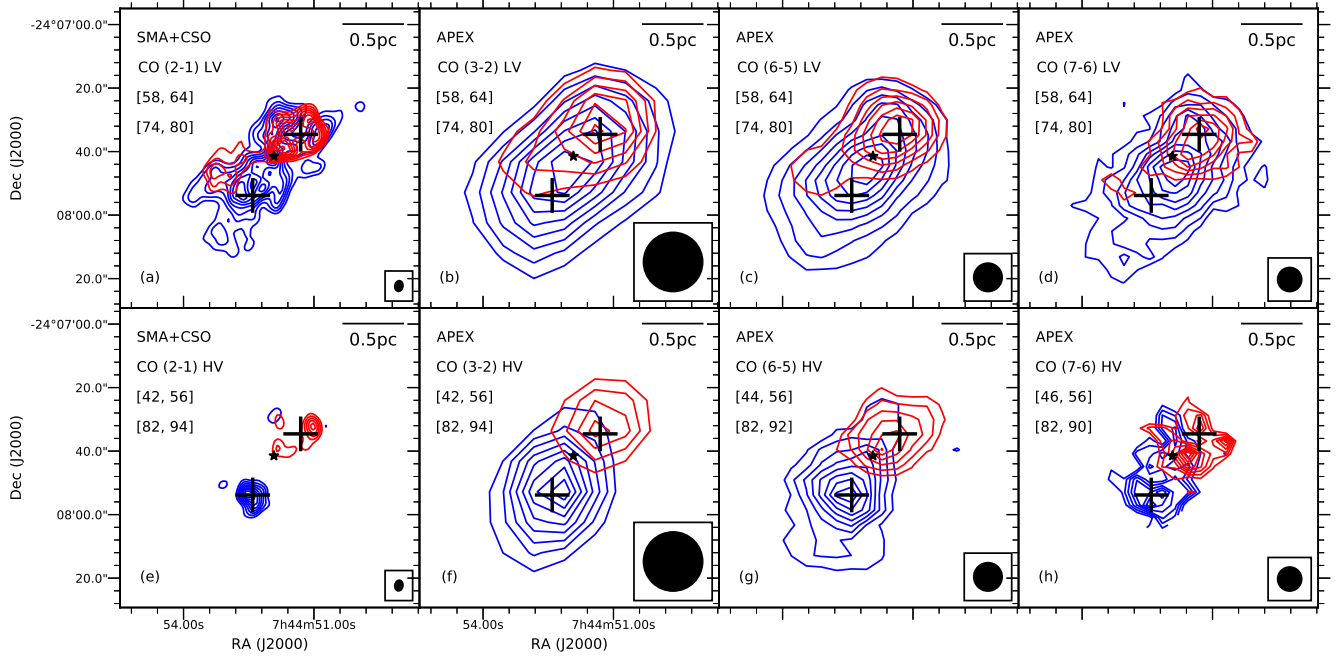 -24°07'00.0"
20.0"
40.0"
08'00.0"
20.0"
Dec (J2000)
SMA+CSO
0.5pc
CO (2-1) LV
[58, 64]
[74, 80]
(a)
APEX
0.5pc
CO (3-2) LV
[58, 64]
[74, 80]
(b)
APEX
0.5pc
CO (6-5) LV
[58, 64]
[74, 80]
(c)
APEX
0.5pc
CO (7-6) LV
[58, 64]
[74, 80]
(d)
-24°07'00.0"
20.0"
40.0"
08'00.0"
20.0"
Dec (J2000)
SMA+CSO
0.5pc
CO (2-1) HV
[42, 56]
[82, 94]
(e)
APEX
0.5pc
CO (3-2) HV
[42, 56]
[82, 94]
(f)
APEX
0.5pc
CO (6-5) HV
[44, 56]
[82, 92]
(g)
APEX
0.5pc
CO (7-6) HV
[46, 56]
[82, 90]
(h)
54.00s 7h44m51.00s
RA (J2000)
54.00s 7h44m51.00s
RA (J2000)